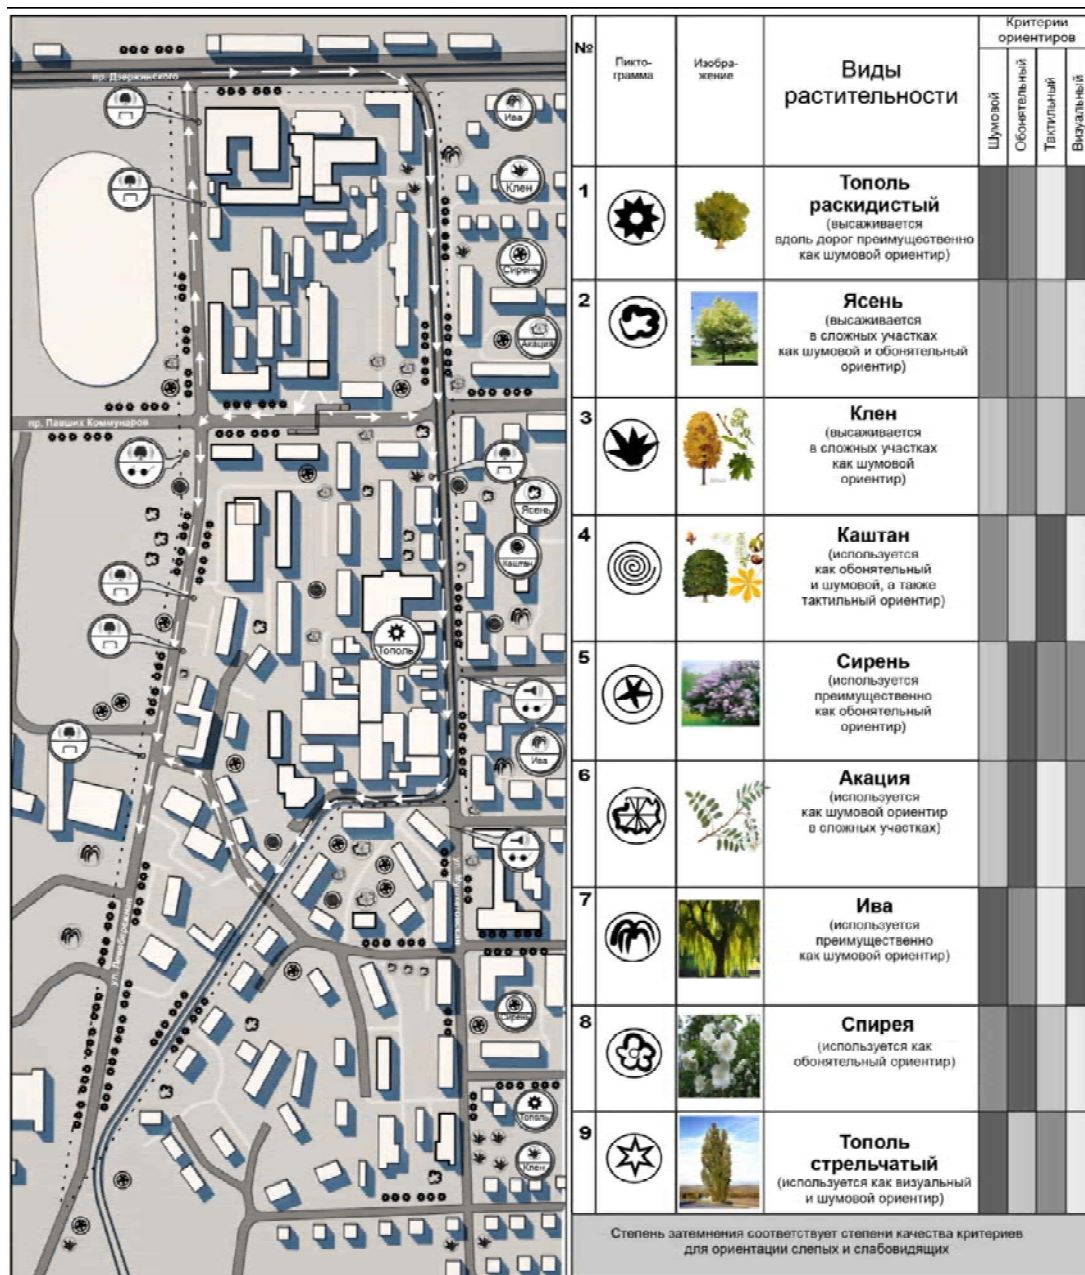 пр. Дзержинского
Ива
Клен
Сирень
Акация
пр. Павших Коммунаров
Ясень
Каштан
Тополь
Ива
Сирень
Тополь
Клен
№
Пикто-
грамма
Изобра-
жение
Виды
растительности
Критерии
ориентиров
Шумовой
Обонятельный
Тактильный
Визуальный
1
Тополь
раскидистый
(высаживается
вдоль дорог преимущественно
как шумовой ориентир)
2
Ясень
(высаживается
в сложных участках
как шумовой и обонятельный
ориентир)
3
Клен
(высаживается
в сложных участках
как шумовой
ориентир)
4
Каштан
(используется
как обонятельный
и шумовой, а также
тактильный ориентир)
5
Сирень
(используется
преимущественно
как обонятельный
ориентир)
6
Акация
(используется
как шумовой ориентир
в сложных участках)
7
Ива
(используется
преимущественно
как шумовой ориентир)
8
Спирея
(используется как
обонятельный ориентир)
9
Тополь
стрельчатый
(используется как визуальный
и шумовой ориентир)
Степень затемнения соответствует степени качества критериев
для ориентации слепых и слабовидящих